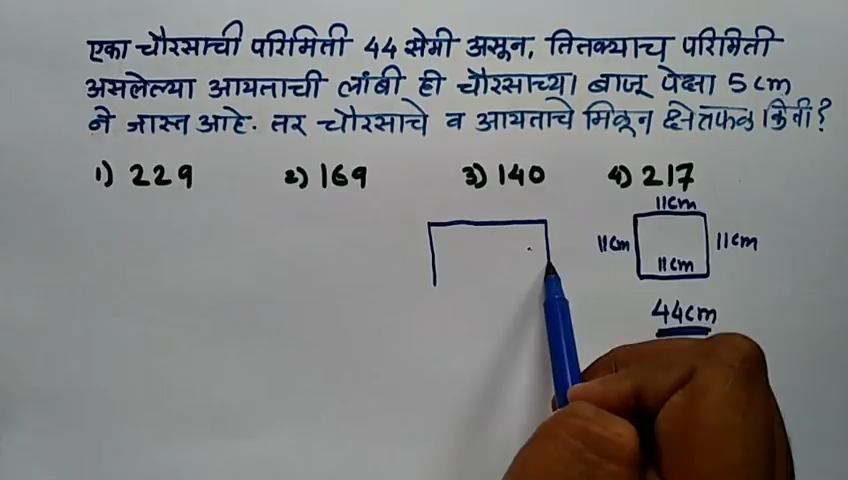 एका चौरसाची परिमिती 44 सेमी असून, तितक्याच परिमिती
असलेल्या आयताची लांबी ही चौरसाच्या बाजू पेक्षा 5 cm
ने जास्त आहे. तर चौरसाचे व आयताचे मिळून क्षेत्रफळ किती?
1) 229 2) 169 3) 140 4) 217
11cm
11cm 11cm
11cm
44cm